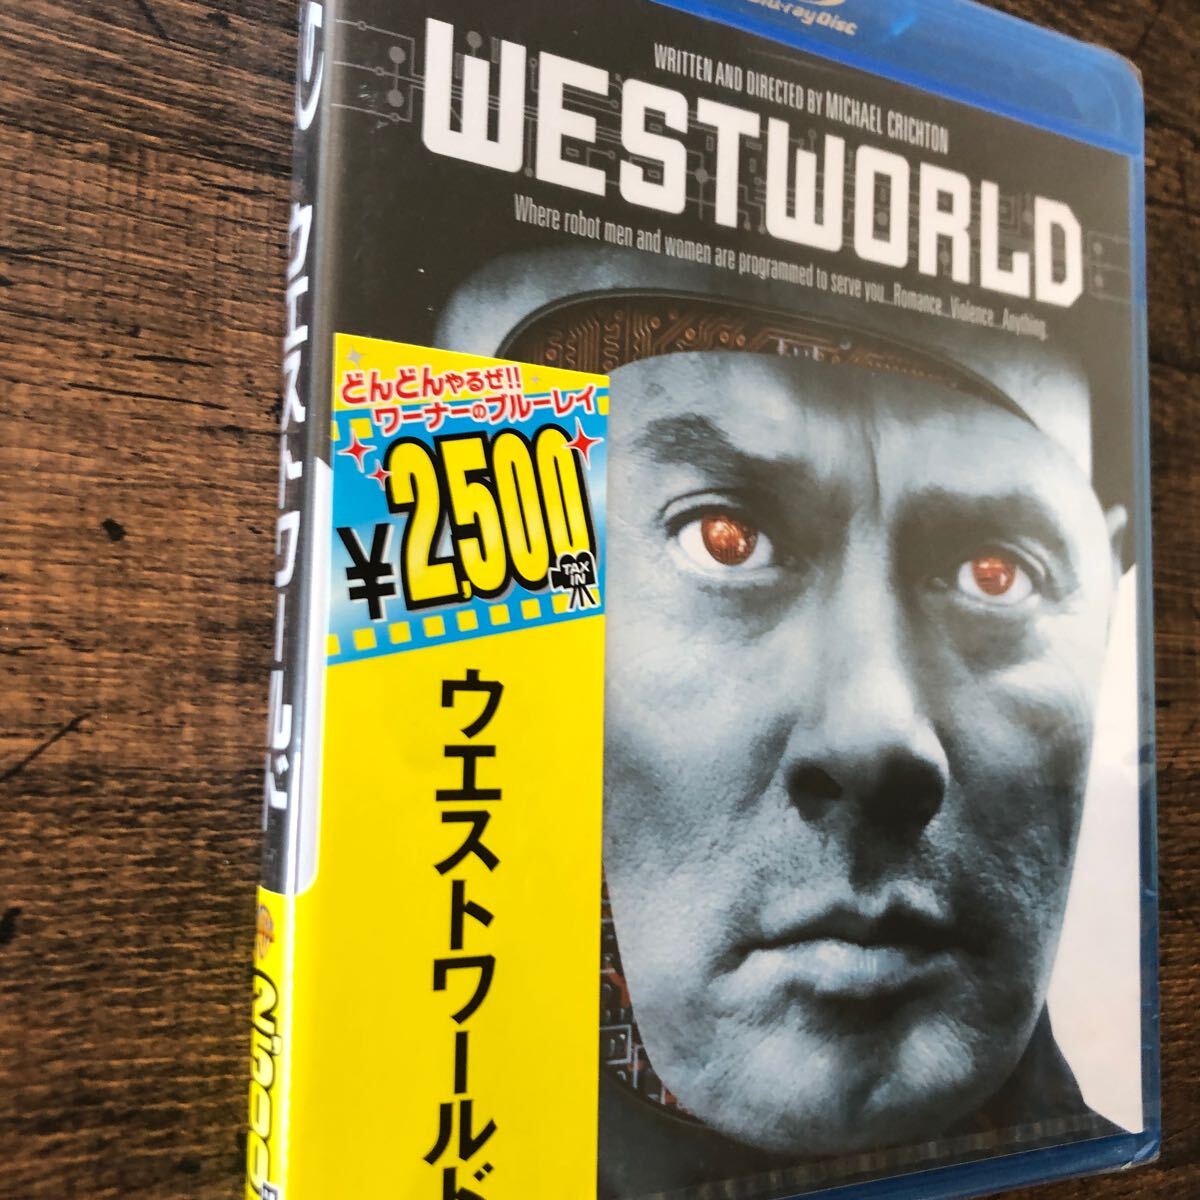 Blu-ray Disc
WRITTEN AND DIRECTED BY MICHAEL CRICHTON
WESTWORLD
Where robot men and women are programmed to serve you...Romance...Violence...Anything.
どんどんやるぜ!!
ワーナーのブルーレイ
¥2,500
TAX
IN
ウエストワールド
ウエストワールド